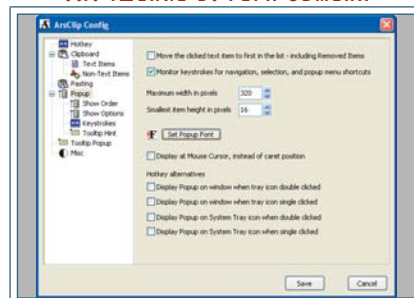 ArsClip Config
Hotkey
Clipboard
Text Items
Non-Text Items
Pasting
Popup
Show Order
Show Options
Keystrokes
Tooltip Hint
Tooltip Popup
Misc
Move the clicked text item to first in the list - including Removed Items
Monitor keystrokes for navigation, selection, and popup menu shortcuts
Maximum width in pixels 320
Smallest item height in pixels 16
F Set Popup Font
Display at Mouse Cursor, instead of caret position
Hotkey alternatives
Display Popup on window when tray icon double clicked
Display Popup on window when tray icon single clicked
Display Popup on System Tray icon when double clicked
Display Popup on System Tray icon when single clicked
Save Cancel